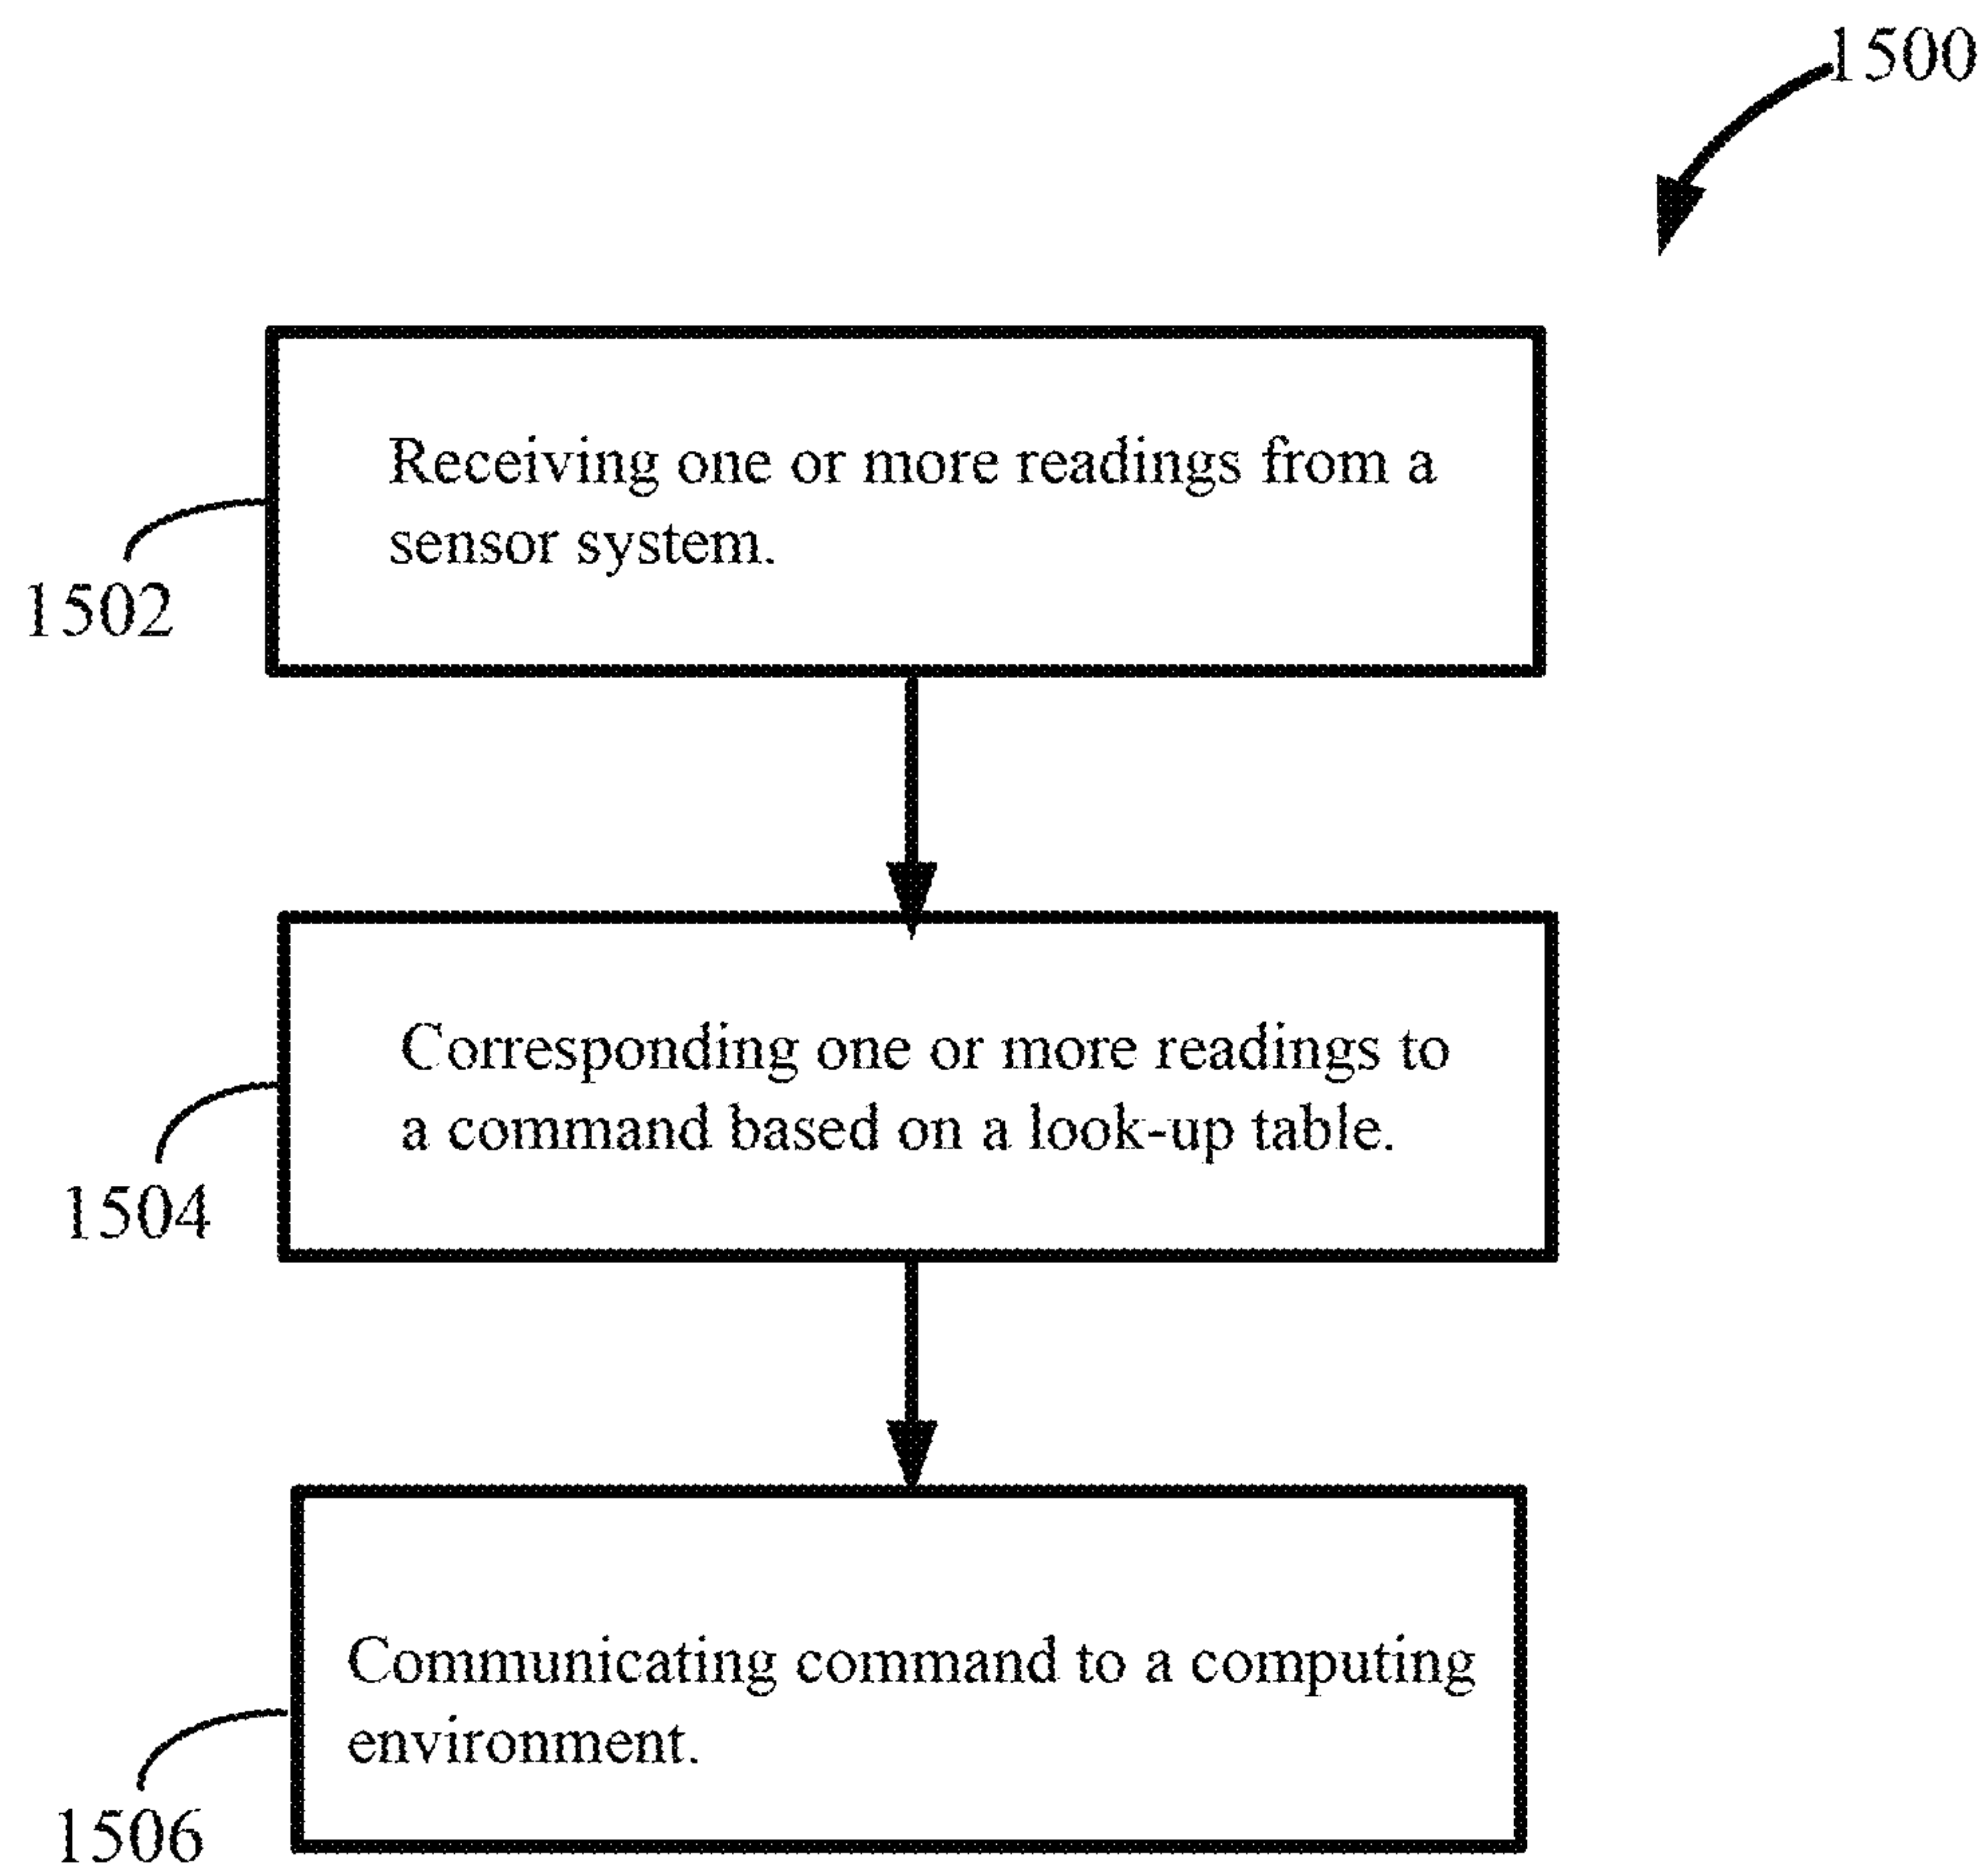 1500
Receiving one or more readings from a
sensor system.
1502
Corresponding one or more readings to
a command based on a look-up table.
1504
Communicating command to a computing
environment.
1506